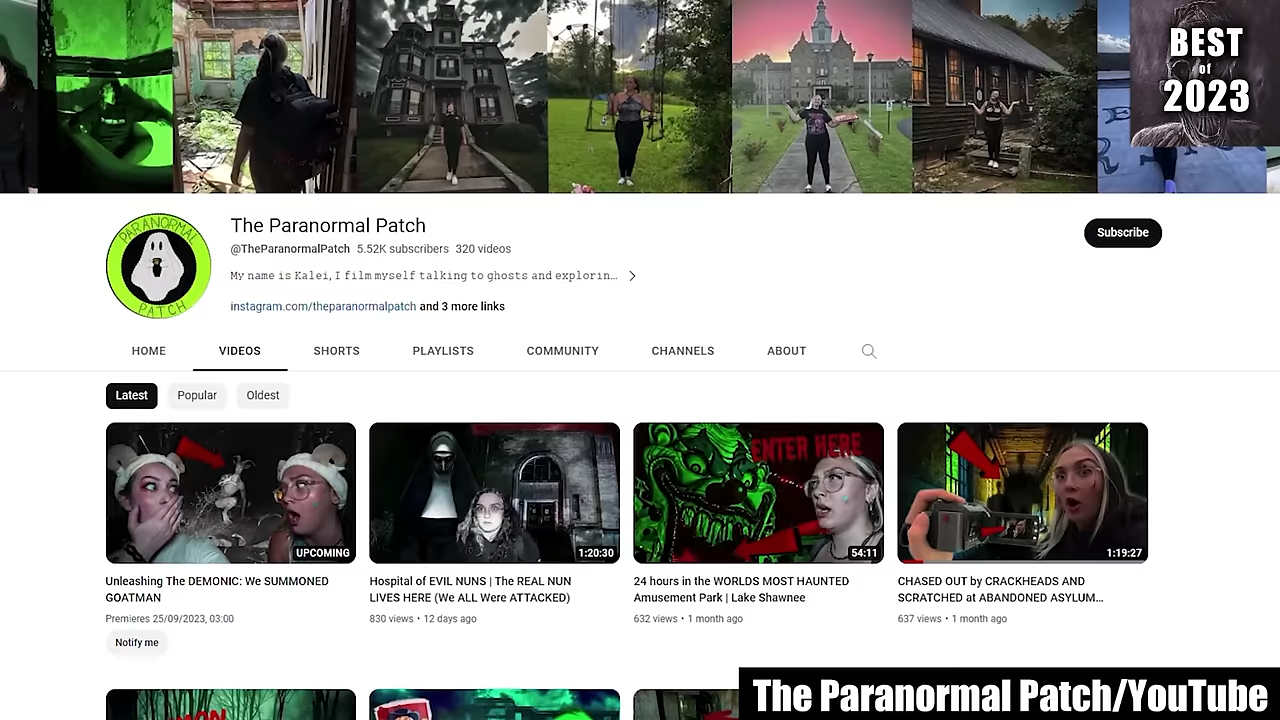 BEST
of
2023
PARANORMAL
PATCH
The Paranormal Patch
@TheParanormalPatch 5.52K subscribers 320 videos
My name is Kalei, I film myself talking to ghosts and explorin...
instagram.com/theparanormalpatch and 3 more links
Subscribe
HOME VIDEOS SHORTS PLAYLISTS COMMUNITY CHANNELS ABOUT
Latest Popular Oldest
ENTER HERE
UPCOMING 1:20:30 54:11 1:19:27
Unleashing The DEMONIC: We SUMMONED
GOATMAN
Premieres 25/09/2023, 03:00
Notify me
Hospital of EVIL NUNS | The REAL NUN
LIVES HERE (We ALL Were ATTACKED)
830 views • 12 days ago
24 hours in the WORLDS MOST HAUNTED
Amusement Park | Lake Shawnee
632 views • 1 month ago
CHASED OUT by CRACKHEADS AND
SCRATCHED at ABANDONED ASYLUM...
637 views • 1 month ago
The Paranormal Patch/YouTube